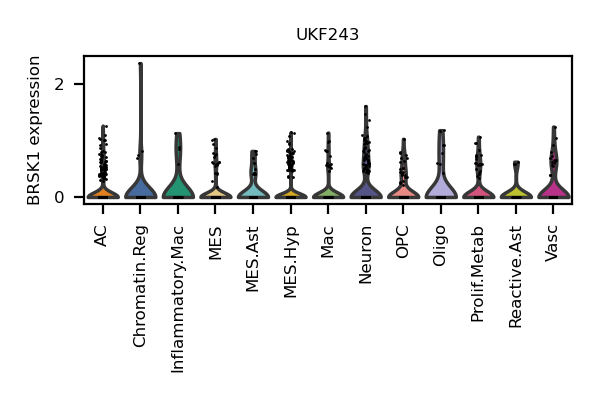 UKF243
BRSK1 expression
2
0
AC
Chromatin.Reg
Inflammatory.Mac
MES
MES.Ast
MES.Hyp
Mac
Neuron
OPC
Oligo
Prolif.Metab
Reactive.Ast
Vasc